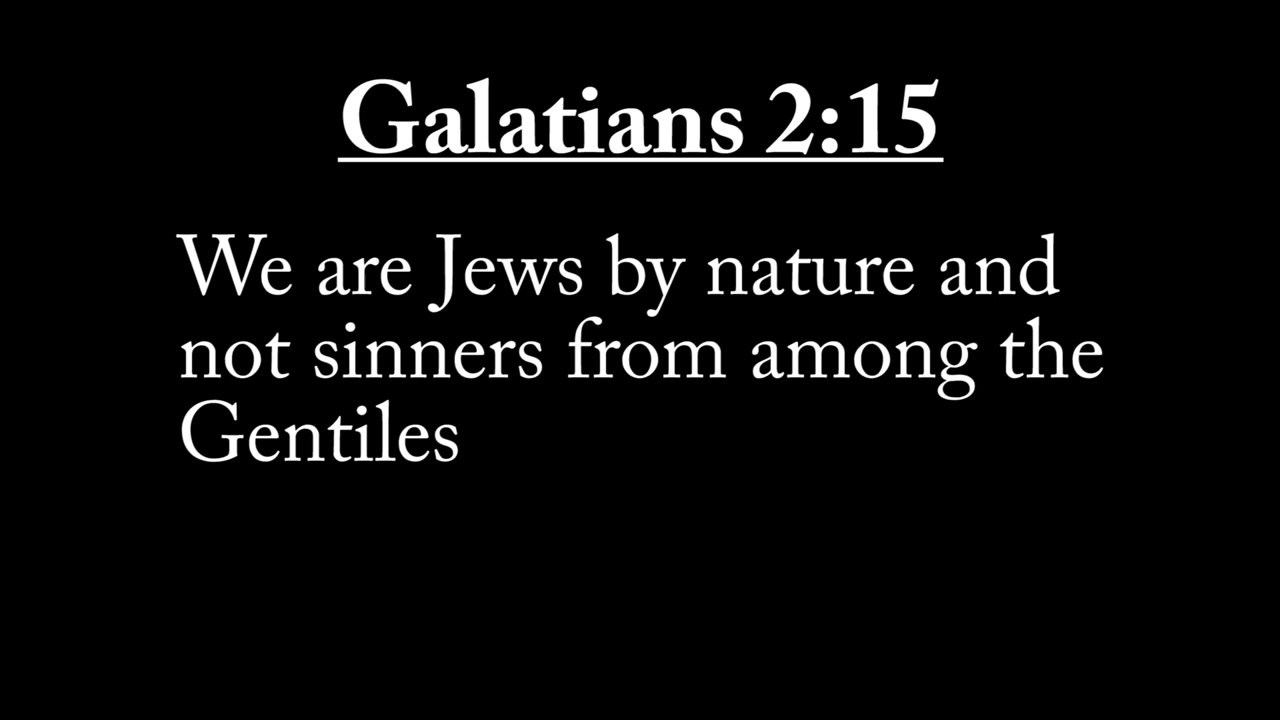 Galatians 2:15
We are Jews by nature and
not sinners from among the
Gentiles